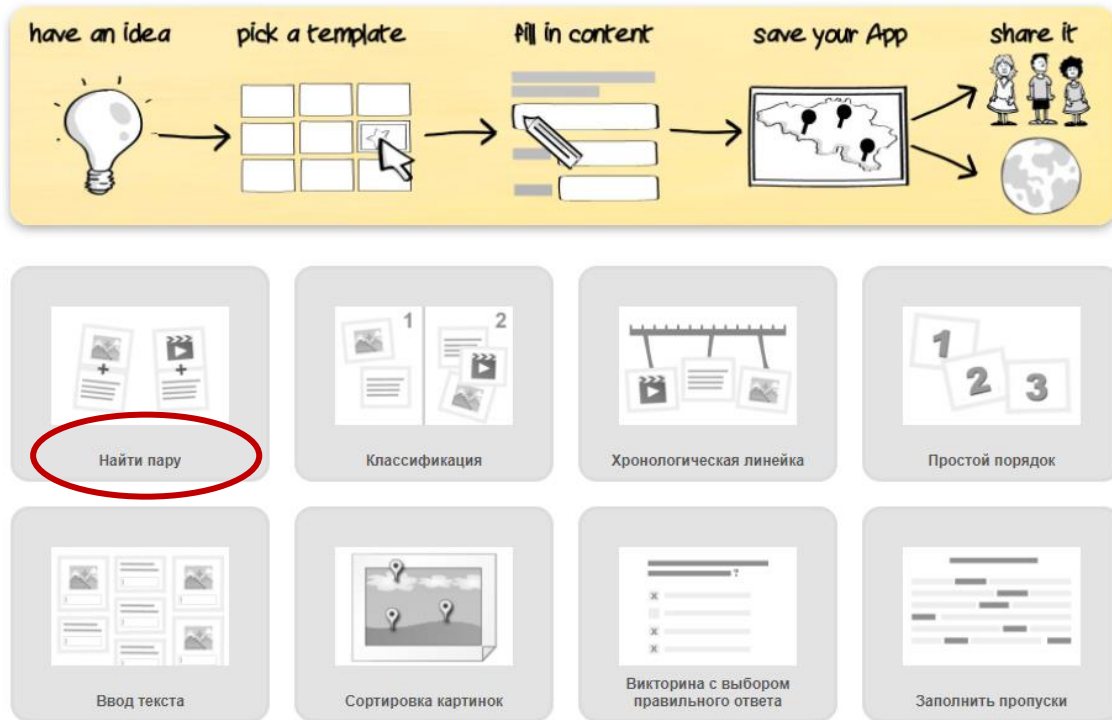 have an idea
pick a template
fill in content
save your App
share it
1
2
1
2
3
Найти пару
Классификация
Хронологическая линейка
Простой порядок
?
x
x
x
Ввод текста
Сортировка картинок
Викторина с выбором
правильного ответа
Заполнить пропуски